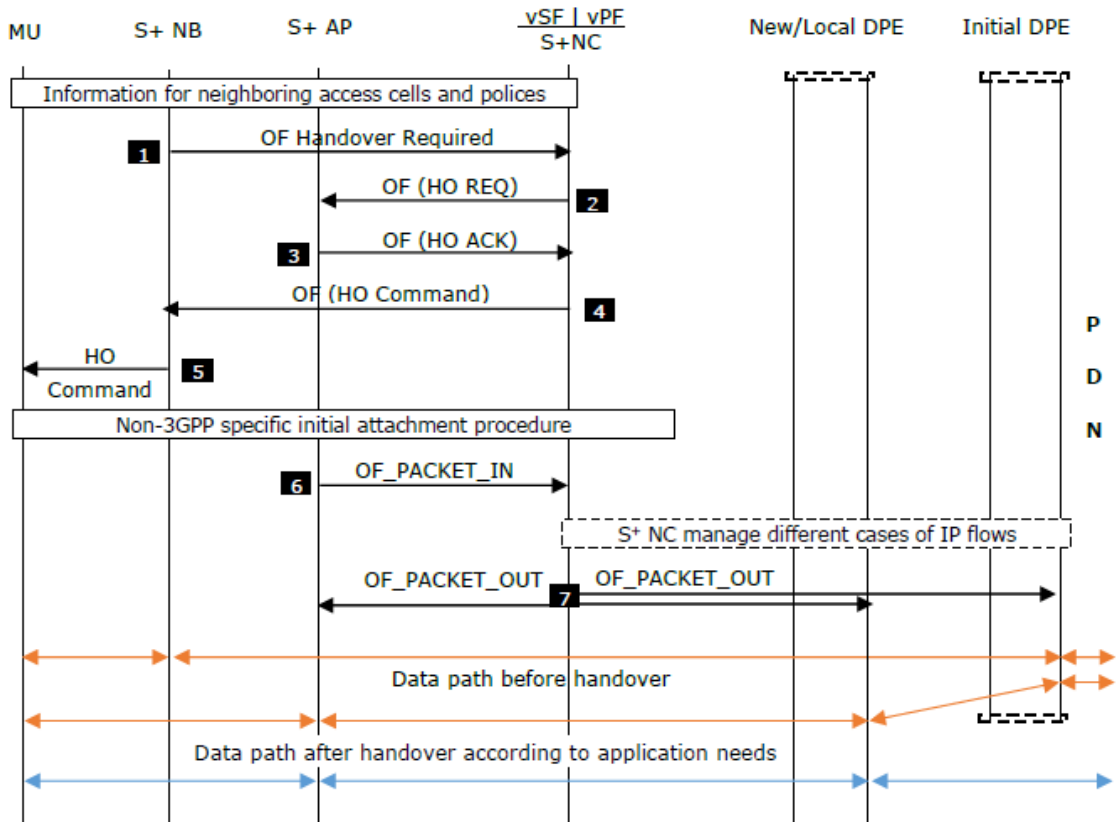 MU
S+ NB
S+ AP
vSF | vPF
S+NC
New/Local DPE
Initial DPE
Information for neighboring access cells and polices
OF Handover Required
1
OF (HO REQ)
2
OF (HO ACK)
3
OF (HO Command)
4
P
HO
5
D
Command
Non-3GPP specific initial attachment procedure
N
OF_PACKET_IN
6
S⁺ NC manage different cases of IP flows
OF_PACKET_OUT
OF_PACKET_OUT
7
Data path before handover
Data path after handover according to application needs